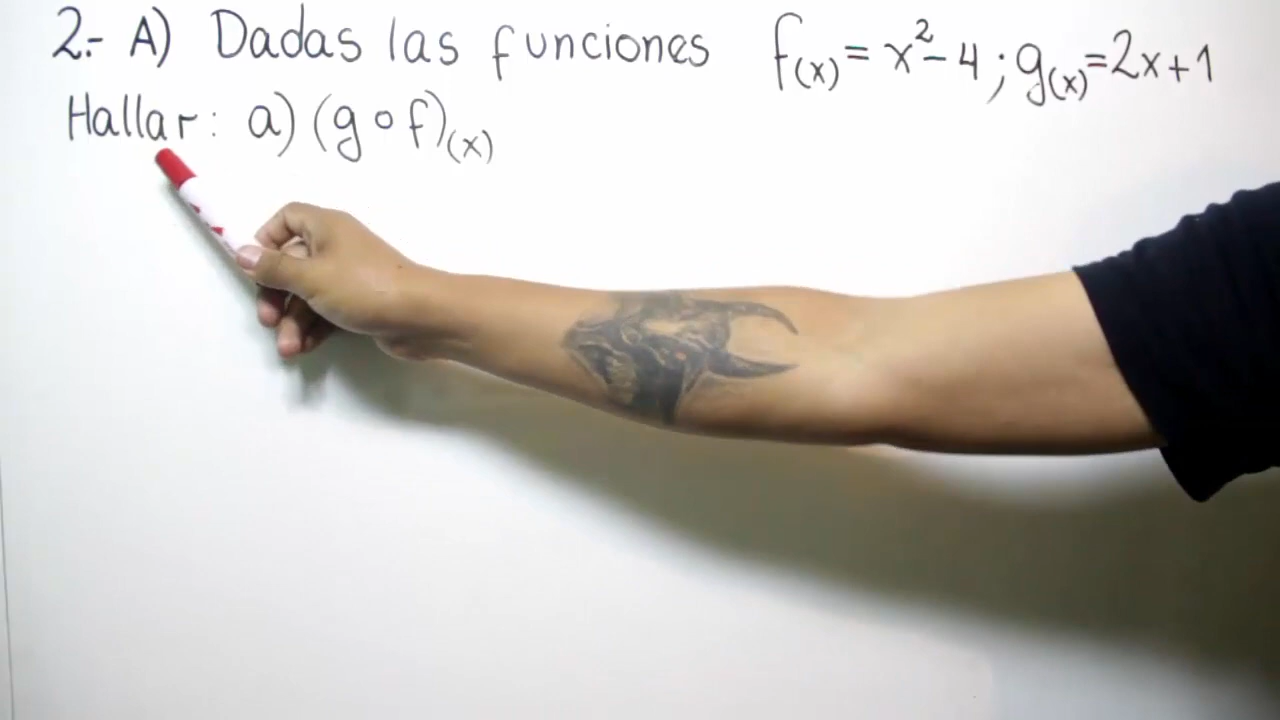 2.- A) Dadas las funciones f(x) = x²-4 ; g(x)=2x+1
Hallar: a) (g∘f)(x)